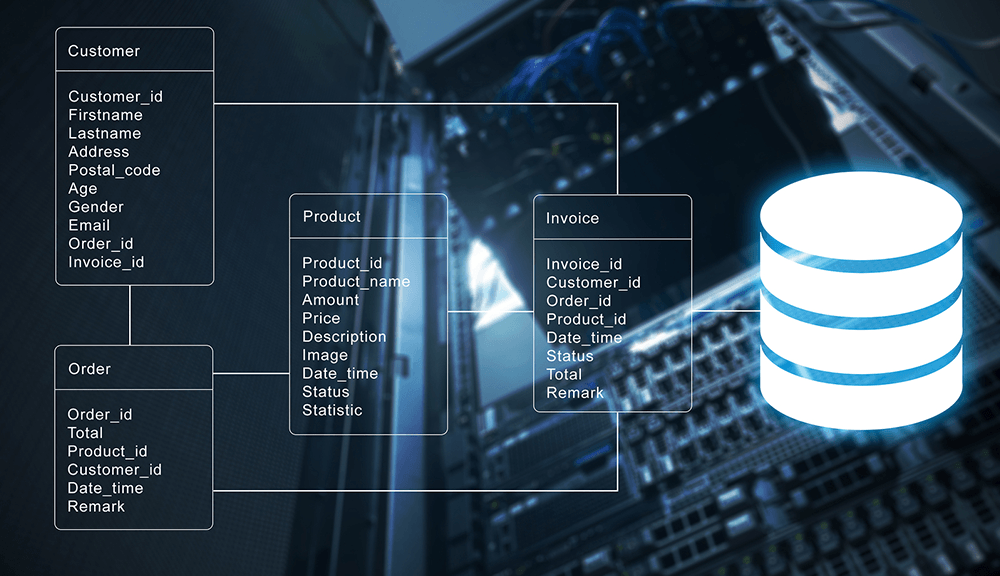 Customer
Customer_id
Firstname
Lastname
Address
Postal_code
Age
Gender
Email
Order_id
Invoice_id
Order
Order_id
Total
Product_id
Customer_id
Date_time
Remark
Product
Product_id
Product_name
Amount
Price
Description
Image
Date_time
Status
Statistic
Invoice
Invoice_id
Customer_id
Order_id
Product_id
Date_time
Status
Total
Remark